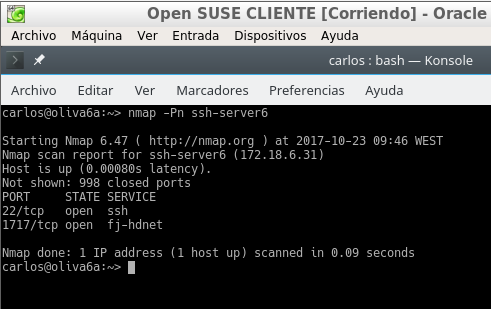 Open SUSE CLIENTE [Corriendo] - Oracle
Archivo Máquina Ver Entrada Dispositivos Ayuda
carlos : bash — Konsole
Archivo Editar Ver Marcadores Preferencias Ayuda
carlos@oliva6a:~> nmap -Pn ssh-server6
Starting Nmap 6.47 ( http://nmap.org ) at 2017-10-23 09:46 WEST
Nmap scan report for ssh-server6 (172.18.6.31)
Host is up (0.00080s latency).
Not shown: 998 closed ports
PORT STATE SERVICE
22/tcp open ssh
1717/tcp open fj-hdnet
Nmap done: 1 IP address (1 host up) scanned in 0.09 seconds
carlos@oliva6a:~>